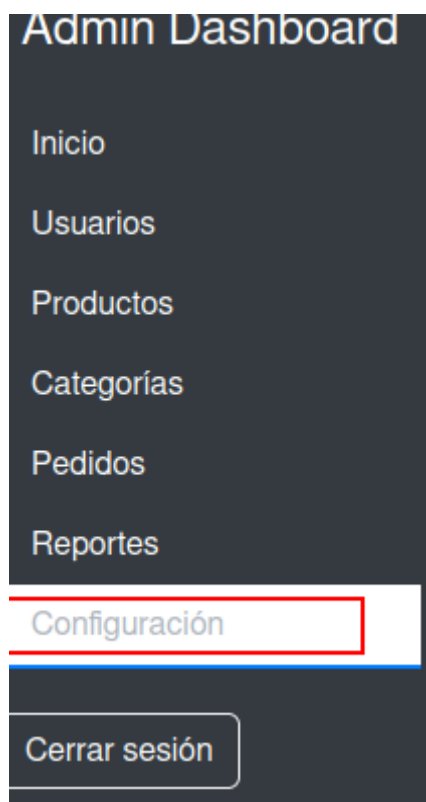 Admin Dashboard
Inicio
Usuarios
Productos
Categorías
Pedidos
Reportes
Configuración
Cerrar sesión